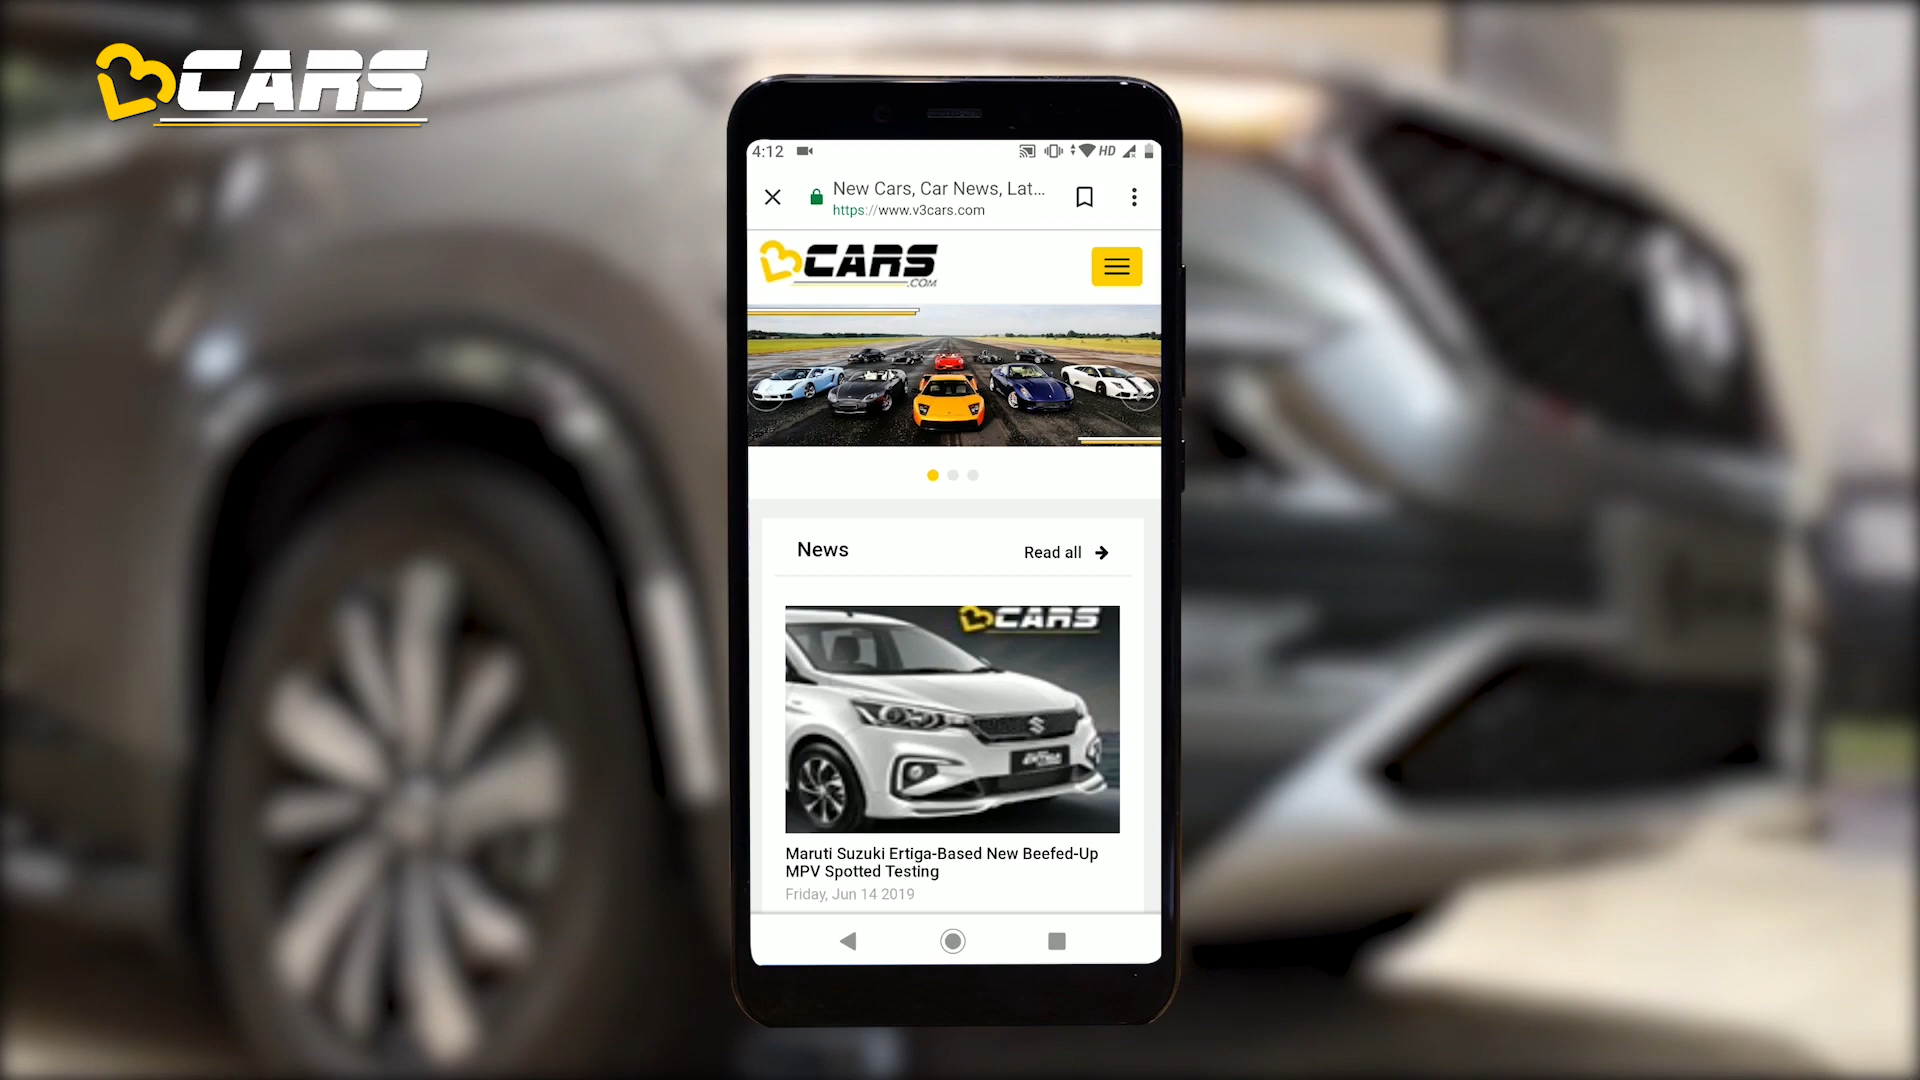 CARS
4:12
HD
New Cars, Car News, Lat...
https://www.v3cars.com
CARS
.COM
News
Read all
CARS
Maruti Suzuki Ertiga-Based New Beefed-Up
MPV Spotted Testing
Friday, Jun 14 2019